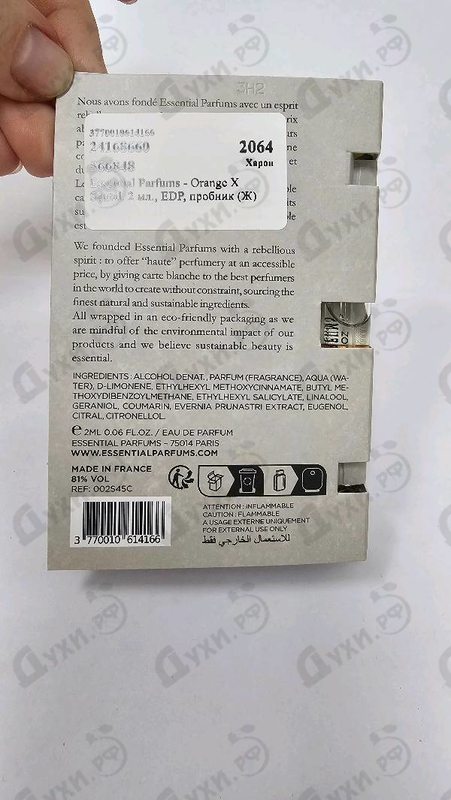 3H2
Nous avons fondé Essential Parfums avec un esprit
3770010614166
24168660
2064
Харон
566848
Essential Parfums - Orange X
Santal, 2 мл., EDP, пробник (Ж)
We founded Essential Parfums with a rebellious
spirit : to offer "haute" perfumery at an accessible
price, by giving carte blanche to the best perfumers
in the world to create without constraint, sourcing the
finest natural and sustainable ingredients.
All wrapped in an eco-friendly packaging as we
are mindful of the environmental impact of our
products and we believe sustainable beauty is
essential.
INGREDIENTS : ALCOHOL DENAT., PARFUM (FRAGRANCE), AQUA (WA-
TER), D-LIMONENE, ETHYLHEXYL METHOXYCINNAMATE, BUTYL ME-
THOXYDIBENZOYLMETHANE, ETHYLHEXYL SALICYLATE, LINALOOL,
GERANIOL, COUMARIN, EVERNIA PRUNASTRI EXTRACT, EUGENOL,
CITRAL, CITRONELLOL.
℮ 2ML 0.06 FL.OZ. / EAU DE PARFUM
ESSENTIAL PARFUMS - 75014 PARIS
WWW.ESSENTIALPARFUMS.COM
MADE IN FRANCE
81% VOL
REF: 002S45C
ATTENTION : INFLAMMABLE
CAUTION : FLAMMABLE
A USAGE EXTERNE UNIQUEMENT
FOR EXTERNAL USE ONLY
للاستعمال الخارجي فقط
3 770010 614166
Духи.рф